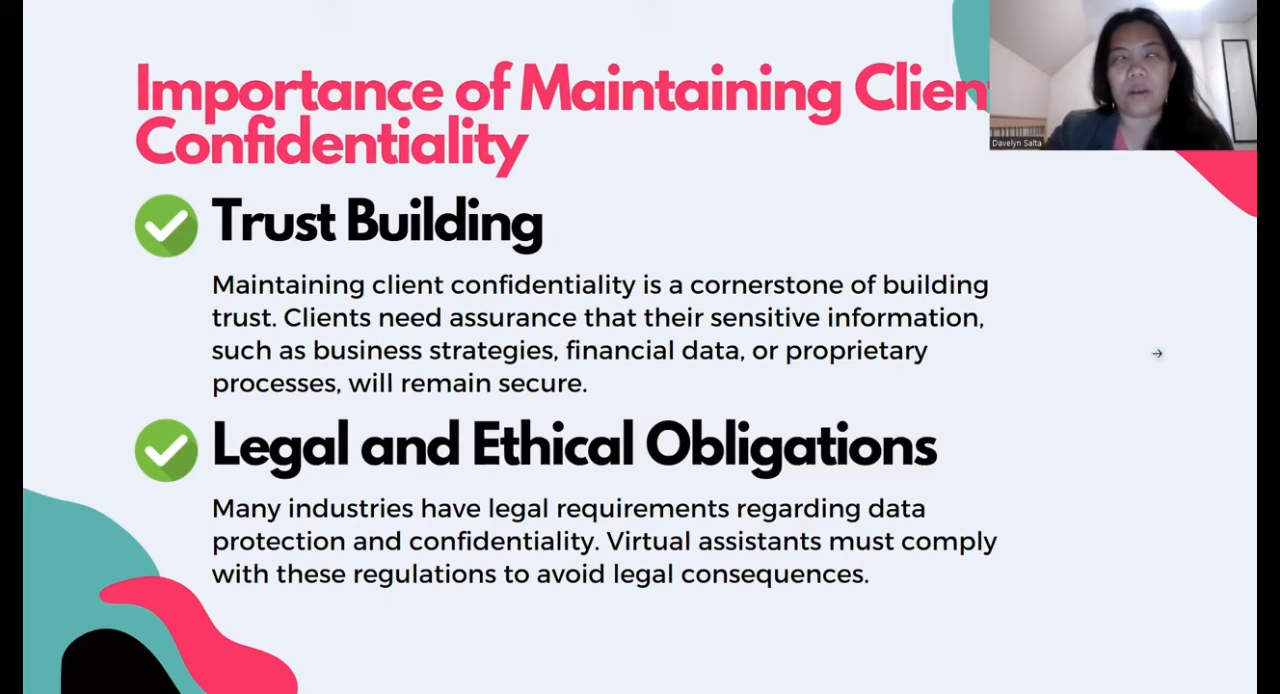 Importance of Maintaining Clien
Confidentiality
Trust Building
Maintaining client confidentiality is a cornerstone of building
trust. Clients need assurance that their sensitive information,
such as business strategies, financial data, or proprietary
processes, will remain secure.
Legal and Ethical Obligations
Many industries have legal requirements regarding data
protection and confidentiality. Virtual assistants must comply
with these regulations to avoid legal consequences.
Davelyn Salta